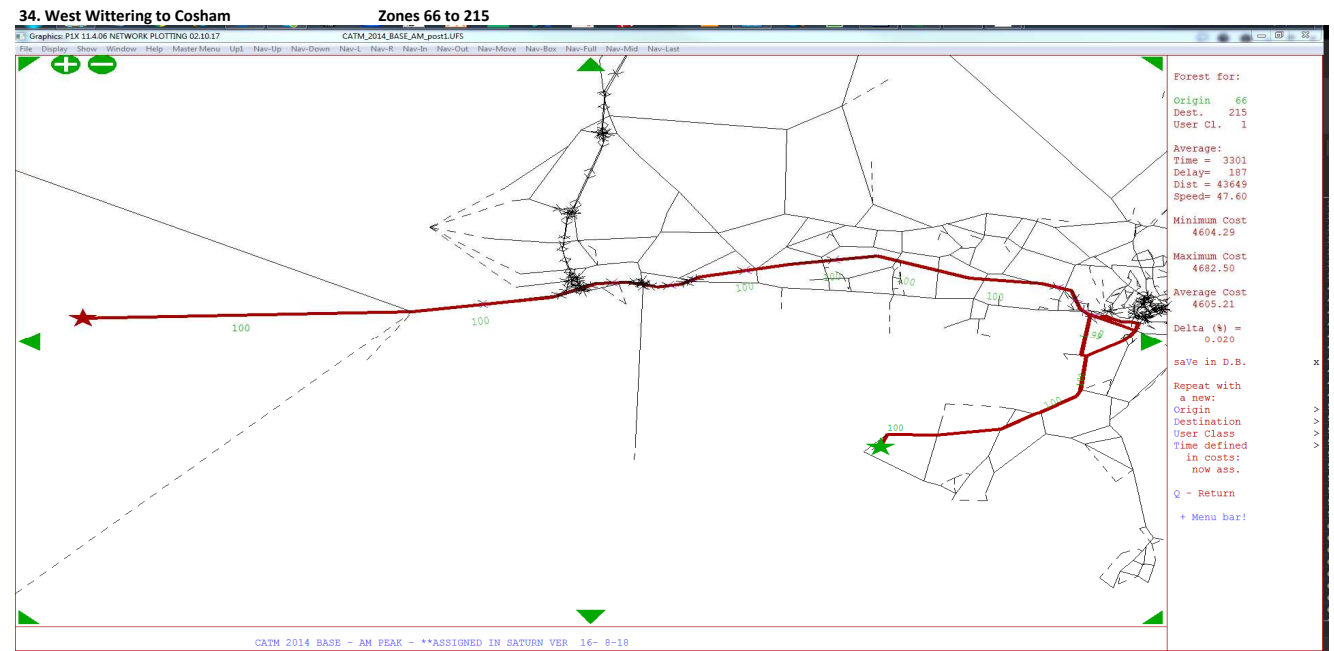 34. West Wittering to Cosham Zones 66 to 215
Graphics: P1X 11.4.06 NETWORK PLOTTING 02.10.17 CATM_2014_BASE_AM_post1.UFS
File Display Show Window Help Master Menu Up1 Nav-Up Nav-Down Nav-L Nav-R Nav-In Nav-Out Nav-Move Nav-Box Nav-Full Nav-Mid Nav-Last
Forest for:
Origin 66
Dest. 215
User Cl. 1
Average:
Time = 3301
Delay= 187
Dist = 43649
Speed= 47.60
Minimum Cost
4604.29
Maximum Cost
4682.50
Average Cost
4605.21
Delta (%) =
0.020
saVe in D.B. x
Repeat with
a new:
Origin >
Destination >
User Class >
Time defined >
in costs:
now ass.
Q - Return
+ Menu bar!
100
100
100
100
100
100
100
100
CATM 2014 BASE - AM PEAK - **ASSIGNED IN SATURN VER 16- 8-18